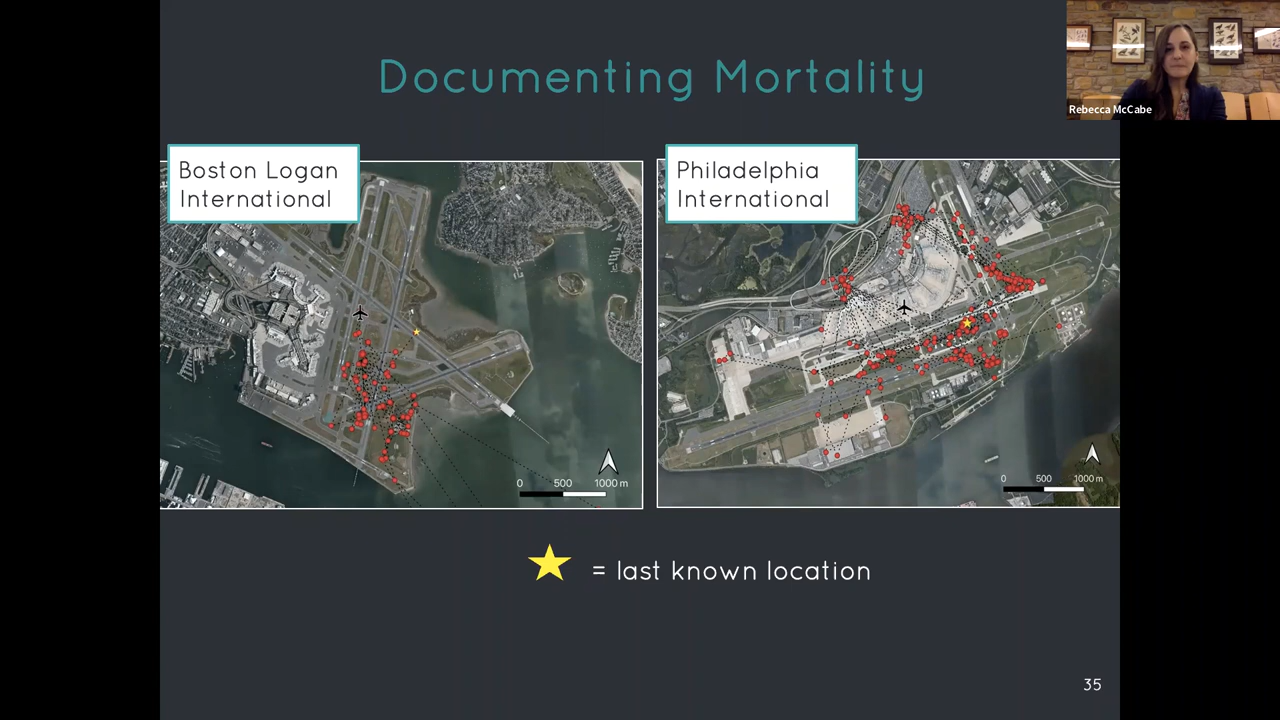 Documenting Mortality
Rebecca McCabe
Boston Logan
International
Philadelphia
International
0 500 1000 m
0 500 1000 m
= last known location
35